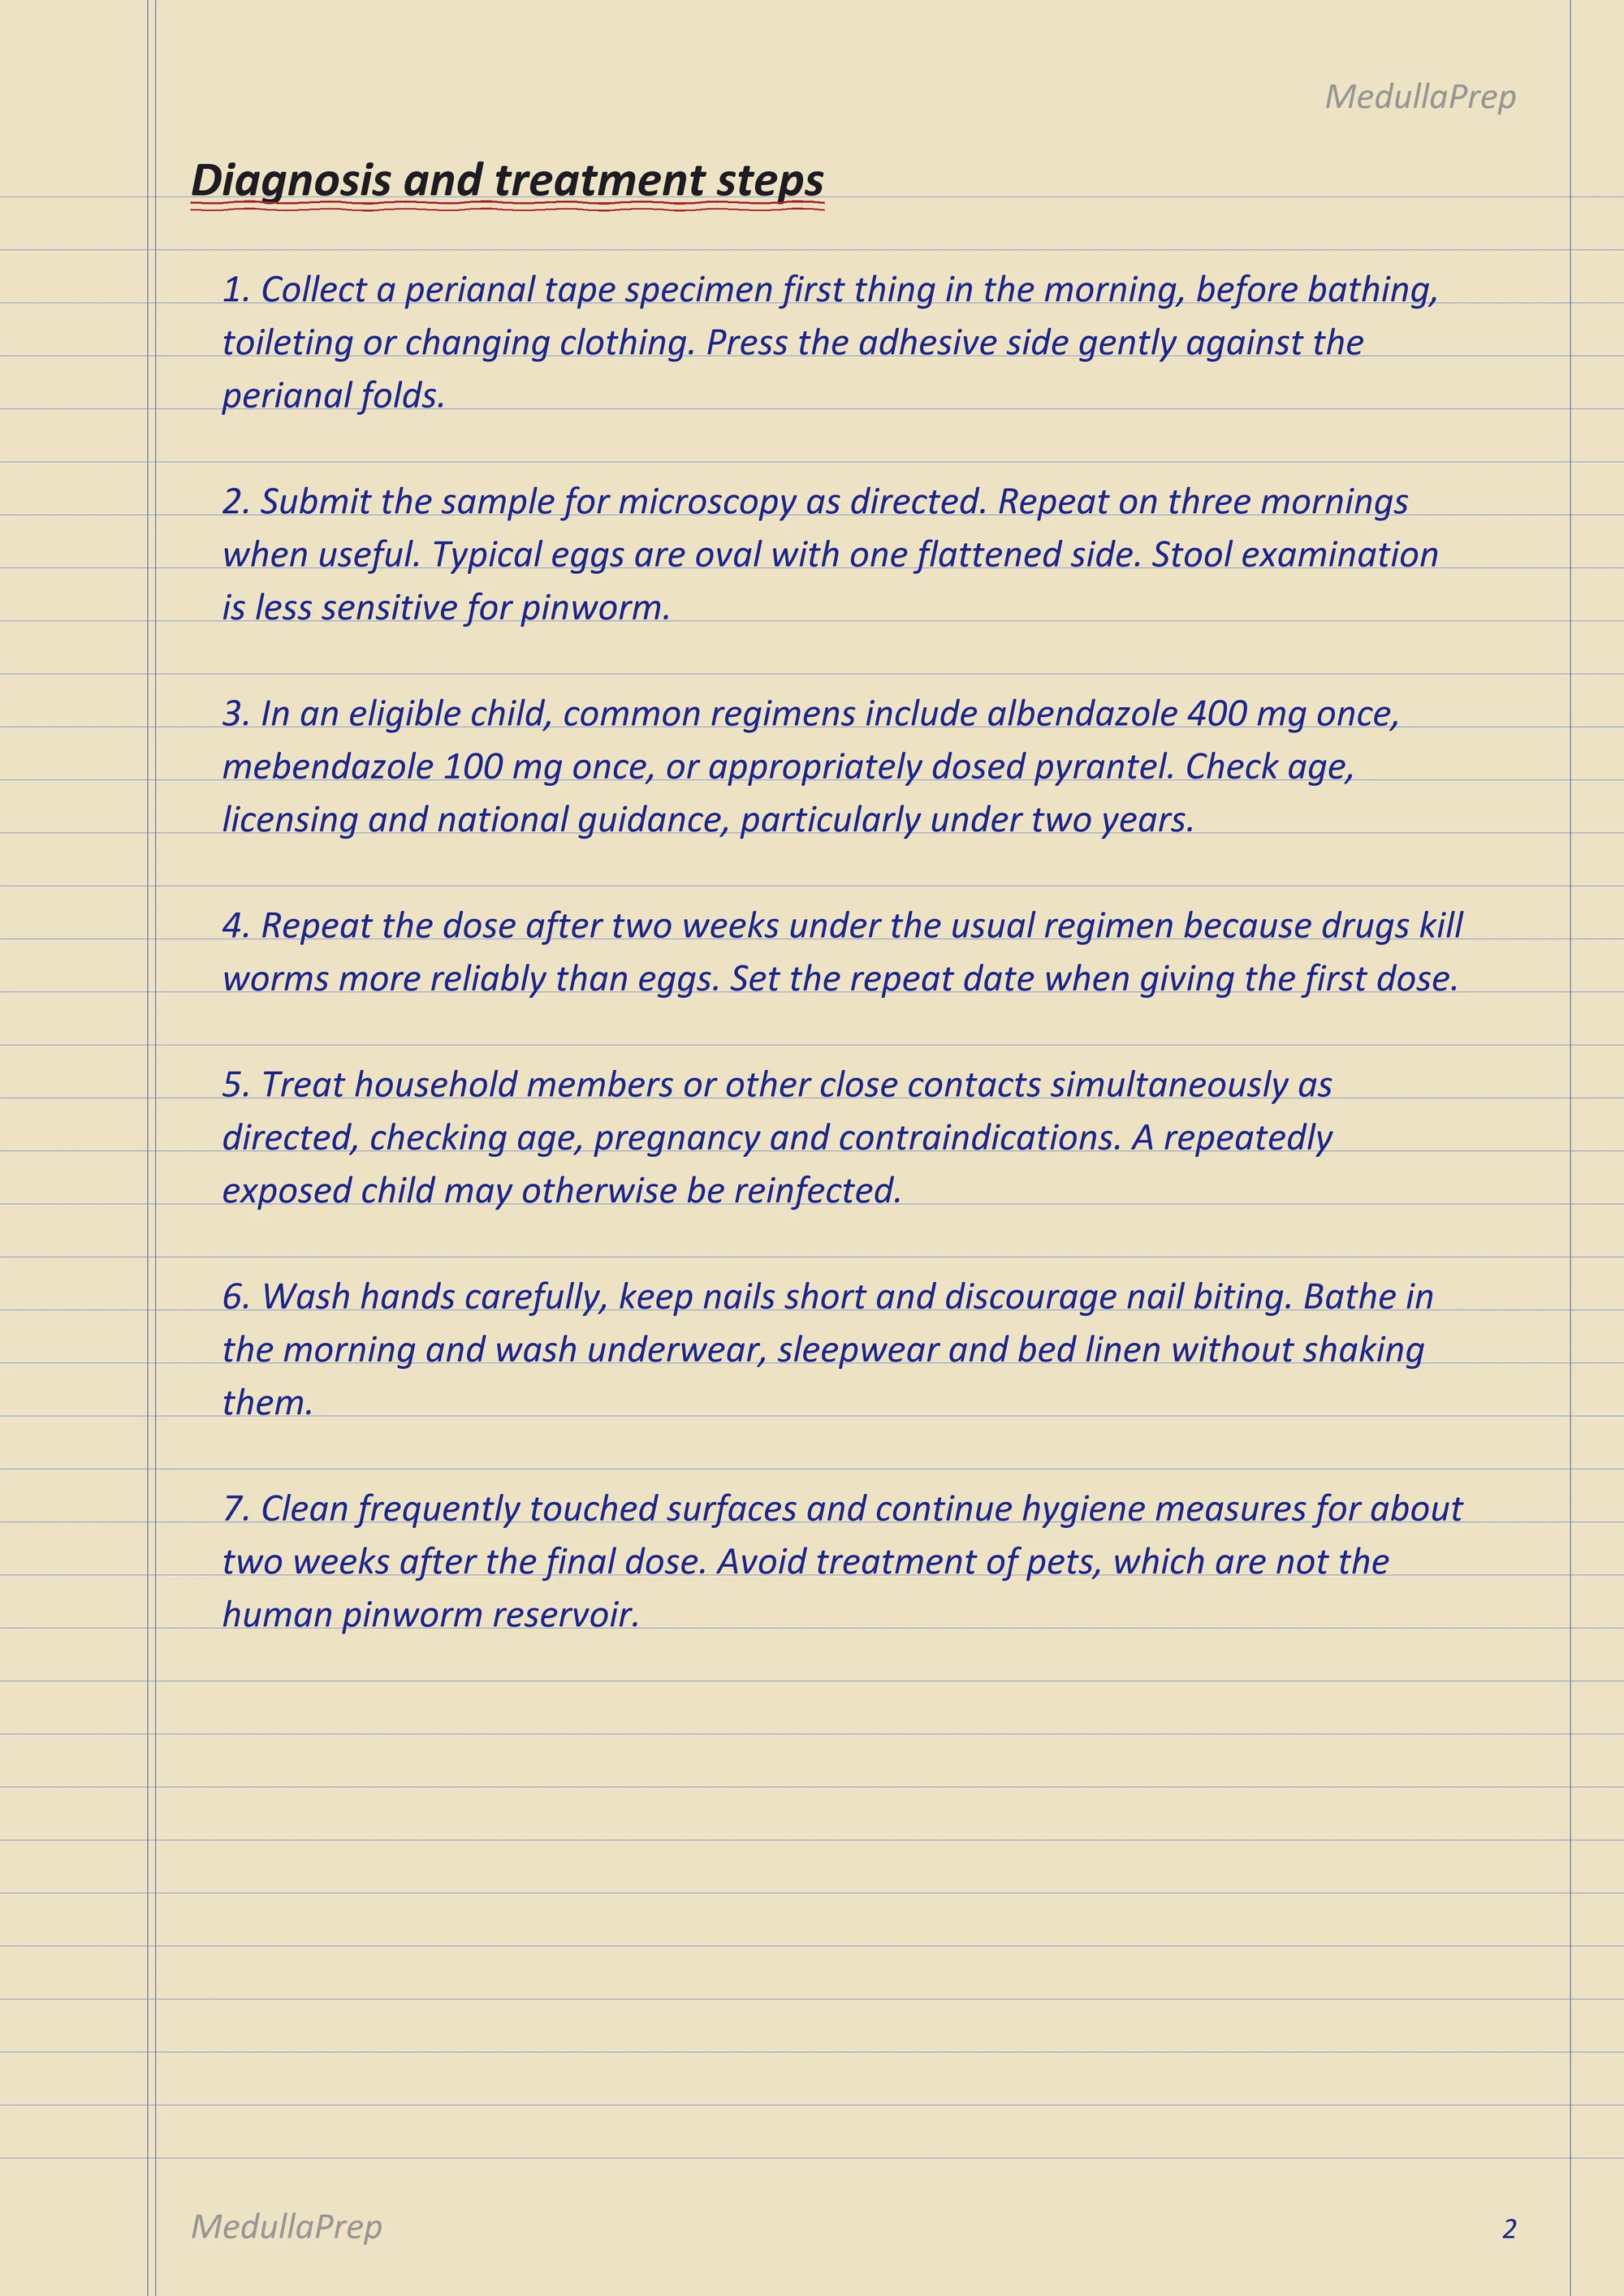 MedullaPrep
Diagnosis and treatment steps
1. Collect a perianal tape specimen first thing in the morning, before bathing,
toileting or changing clothing. Press the adhesive side gently against the
perianal folds.
2. Submit the sample for microscopy as directed. Repeat on three mornings
when useful. Typical eggs are oval with one flattened side. Stool examination
is less sensitive for pinworm.
3. In an eligible child, common regimens include albendazole 400 mg once,
mebendazole 100 mg once, or appropriately dosed pyrantel. Check age,
licensing and national guidance, particularly under two years.
4. Repeat the dose after two weeks under the usual regimen because drugs kill
worms more reliably than eggs. Set the repeat date when giving the first dose.
5. Treat household members or other close contacts simultaneously as
directed, checking age, pregnancy and contraindications. A repeatedly
exposed child may otherwise be reinfected.
6. Wash hands carefully, keep nails short and discourage nail biting. Bathe in
the morning and wash underwear, sleepwear and bed linen without shaking
them.
7. Clean frequently touched surfaces and continue hygiene measures for about
two weeks after the final dose. Avoid treatment of pets, which are not the
human pinworm reservoir.
MedullaPrep
2